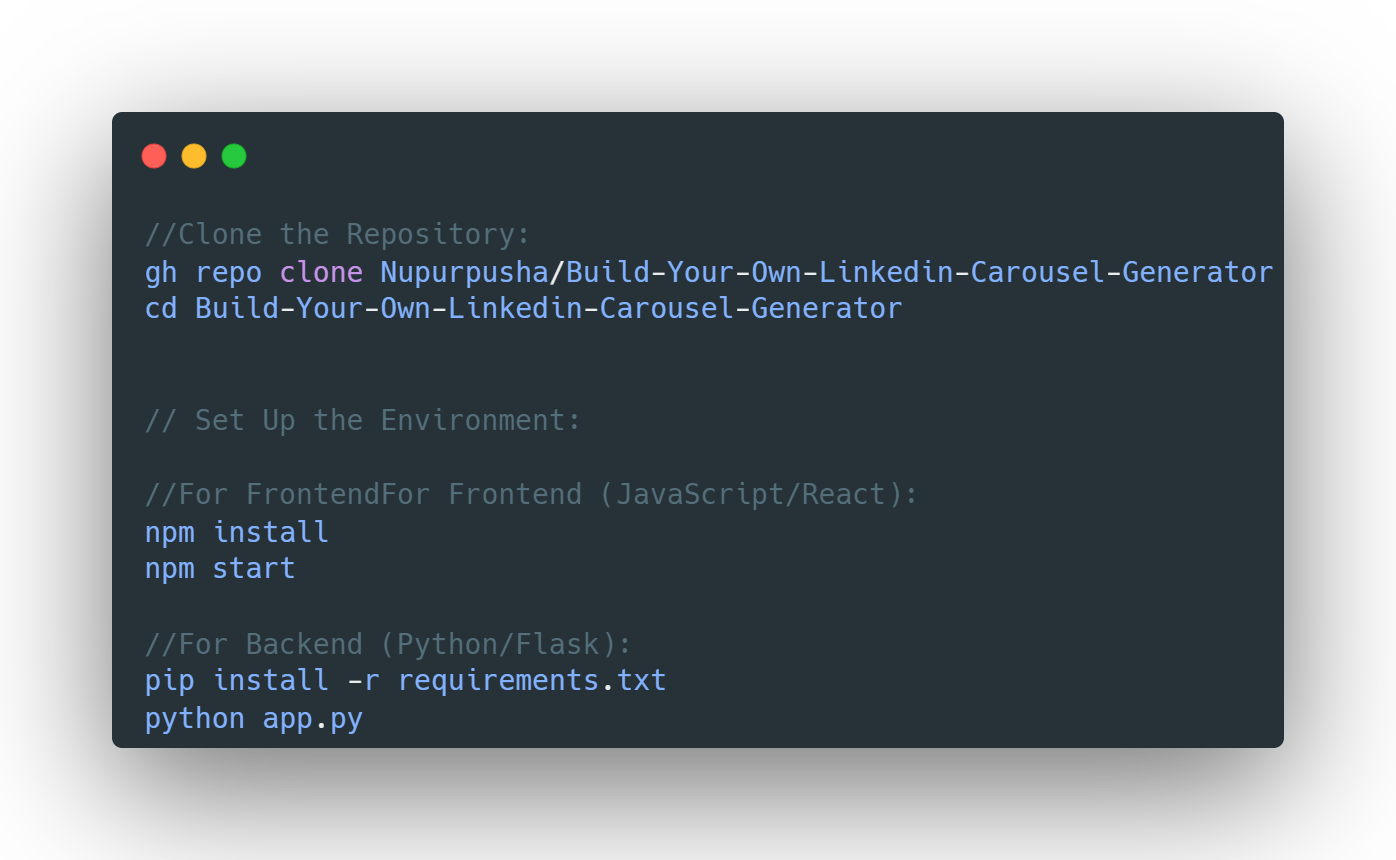 //Clone the Repository:
gh repo clone Nupurpusha/Build-Your-Own-Linkedin-Carousel-Generator
cd Build-Your-Own-Linkedin-Carousel-Generator
// Set Up the Environment:
//For FrontendFor Frontend (JavaScript/React):
npm install
npm start
//For Backend (Python/Flask):
pip install -r requirements.txt
python app.py